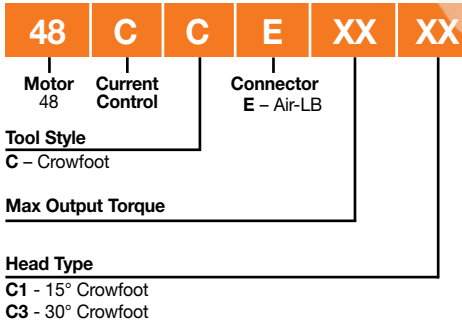 48 C C E XX XX
Motor Current Connector
48 Control E – Air-LB
Tool Style
C – Crowfoot
Max Output Torque
Head Type
C1 - 15° Crowfoot
C3 - 30° Crowfoot